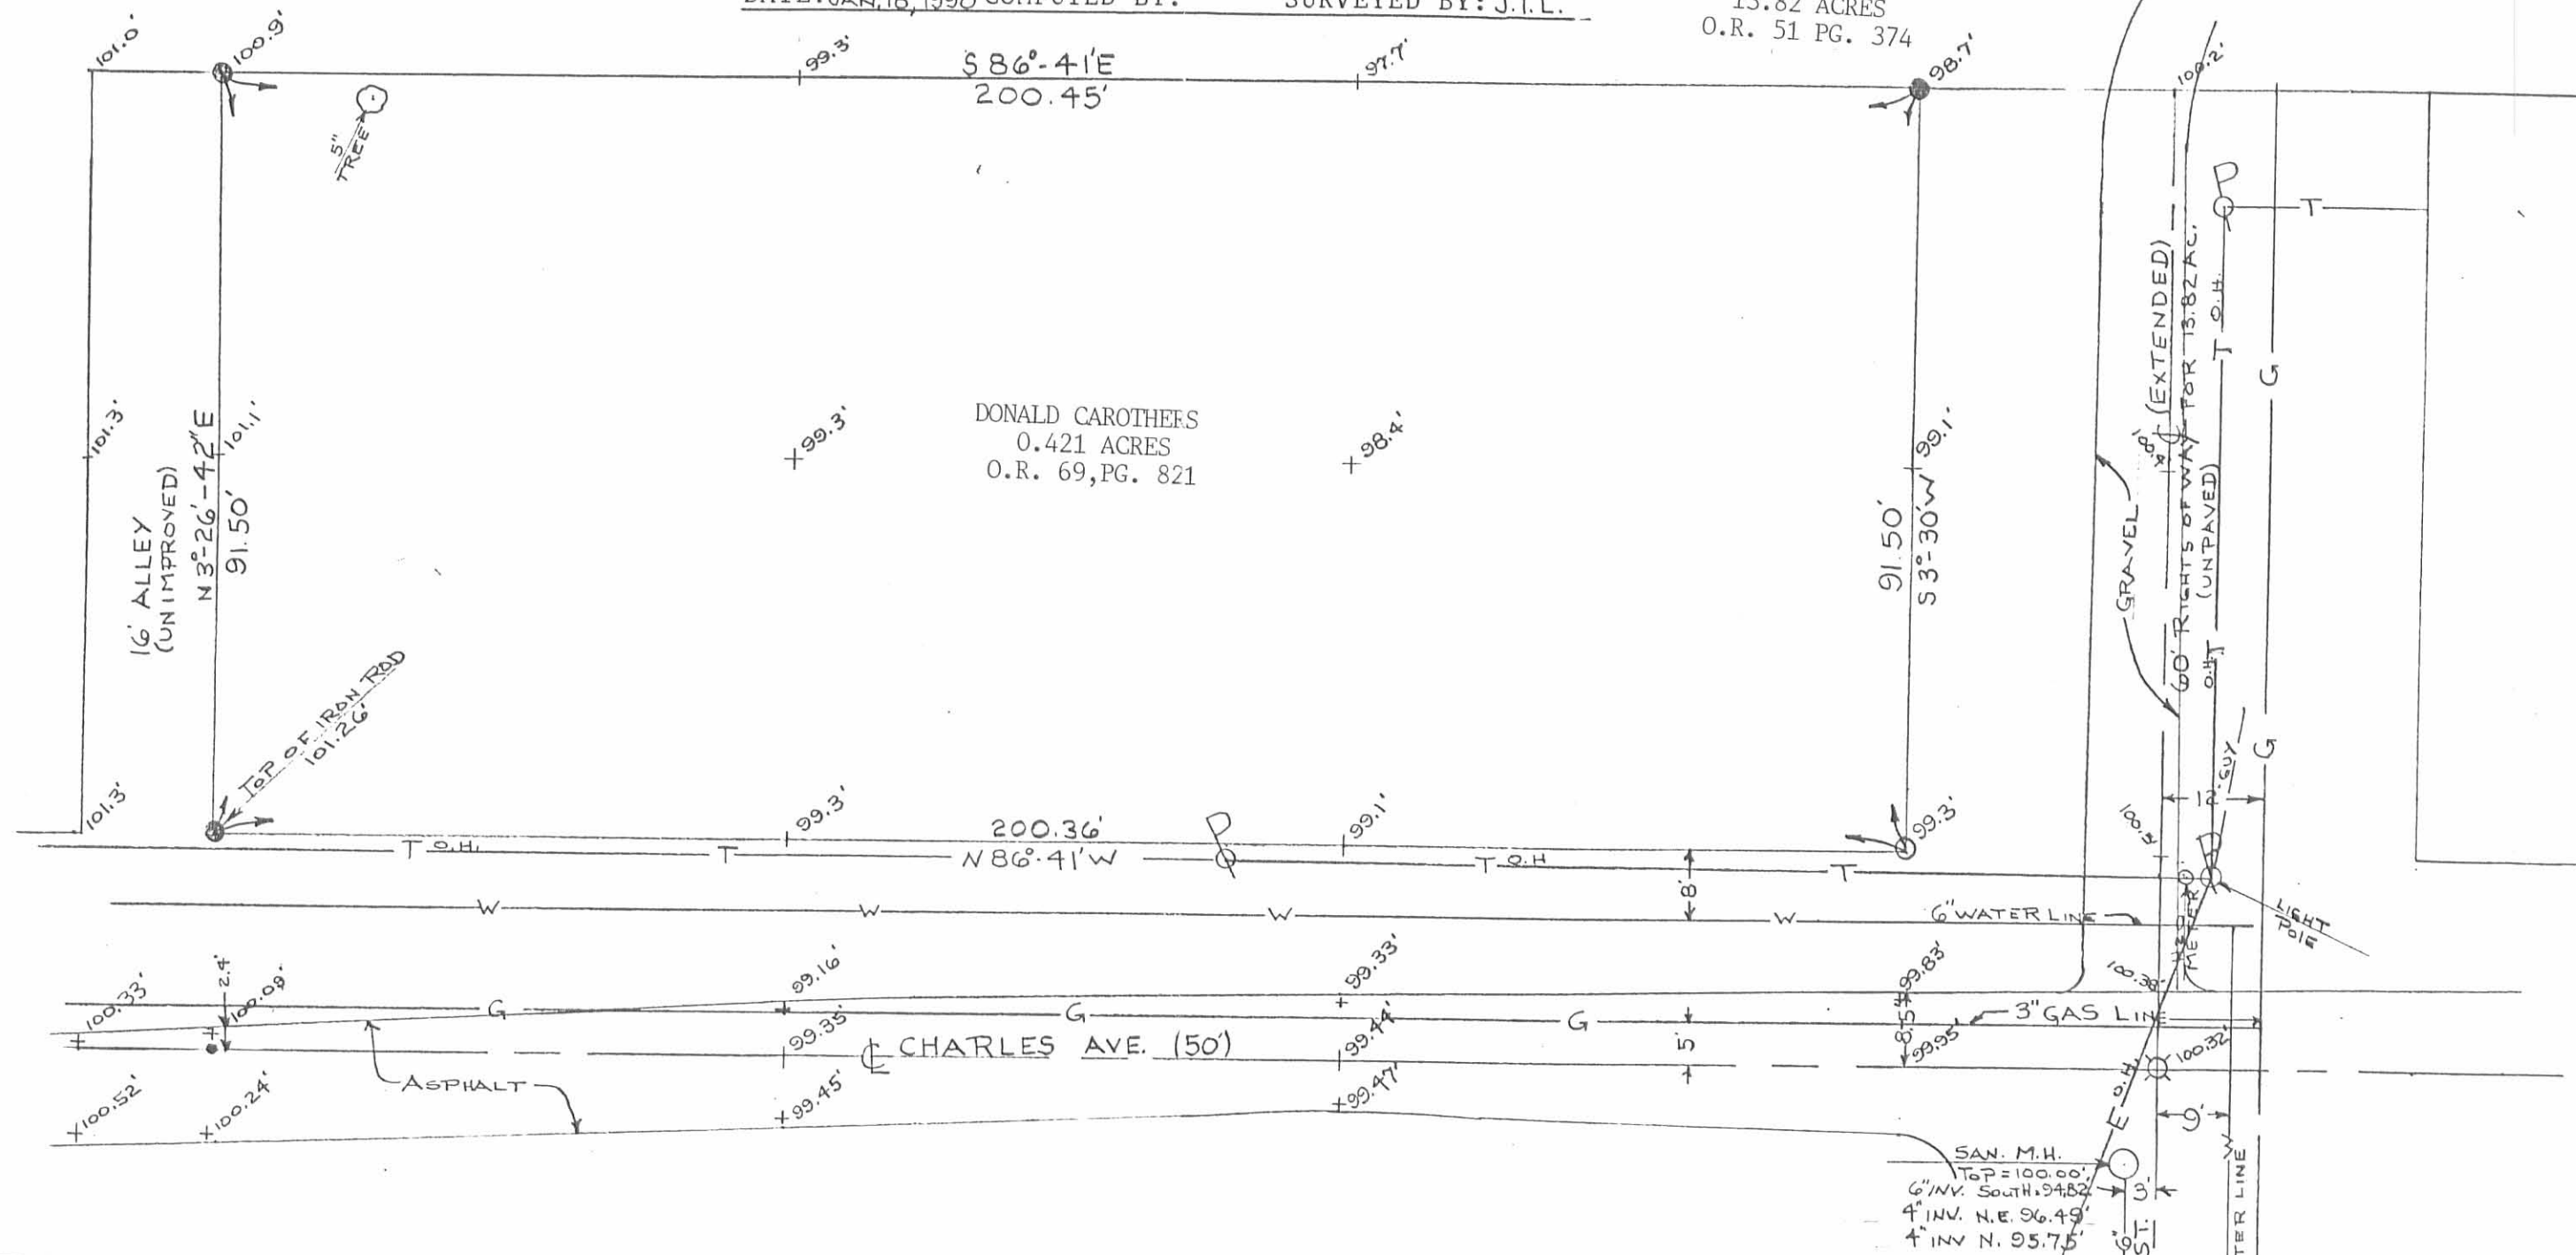 SURVEYED BY: J.T.L.
13.82 ACRES
O.R. 51 PG. 374
101.0'
100.9'
99.3'
S 86°-41'E
200.45'
97.7'
98.7'
100.2'
5"
TREE
P
T
(EXTENDED)
60' RIGHTS OF WAY FOR 13.82 AC.
(UNPAVED)
T O.H.
G
101.3'
N 3°-26'-42"E
91.50'
101.1'
+99.3'
DONALD CAROTHERS
0.421 ACRES
O.R. 69,PG. 821
+98.4'
99.1'
91.50'
S 3°-30'W
16' ALLEY
(UNIMPROVED)
GRAVEL
O.H. T
G
TOP OF IRON ROD
101.26'
101.3'
99.3'
200.36'
N 86°-41'W
P
99.1'
99.3'
12'
GUY
P
T O.H.
T
T O.H
T
8'
W
W
W
W
6"WATER LINE
METER
LIGHT
POLE
100.33'
2.4'
100.09'
99.16'
99.33'
99.83'
100.38'
G
G
G
3"GAS LINE
99.35'
99.44'
5'
8.5'
99.95'
100.32'
℄ CHARLES AVE. (50')
ASPHALT
+100.52'
+100.24'
+99.45'
+99.47'
E O.H.
9'
W
SAN. M.H.
TOP=100.00'
6"INV. SOUTH=94.82
3'
4"INV. N.E. 96.49'
4"INV N. 95.75'
6"
ST.
TER LINE